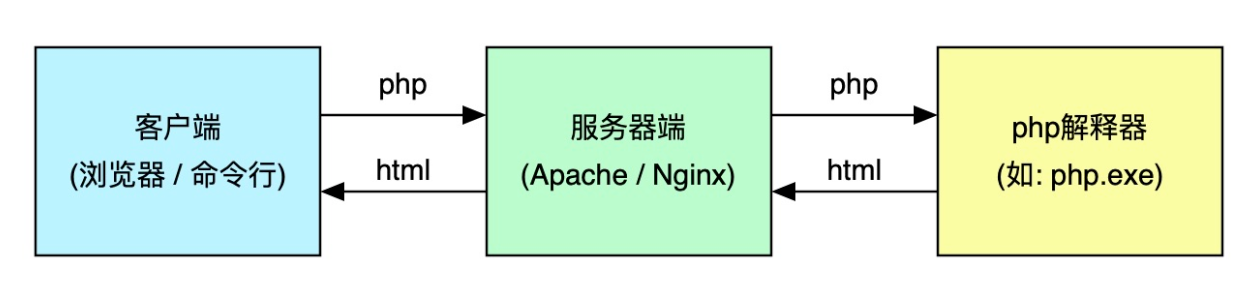 php
php
客户端
(浏览器 / 命令行)
服务器端
(Apache / Nginx)
php解释器
(如: php.exe)
html
html